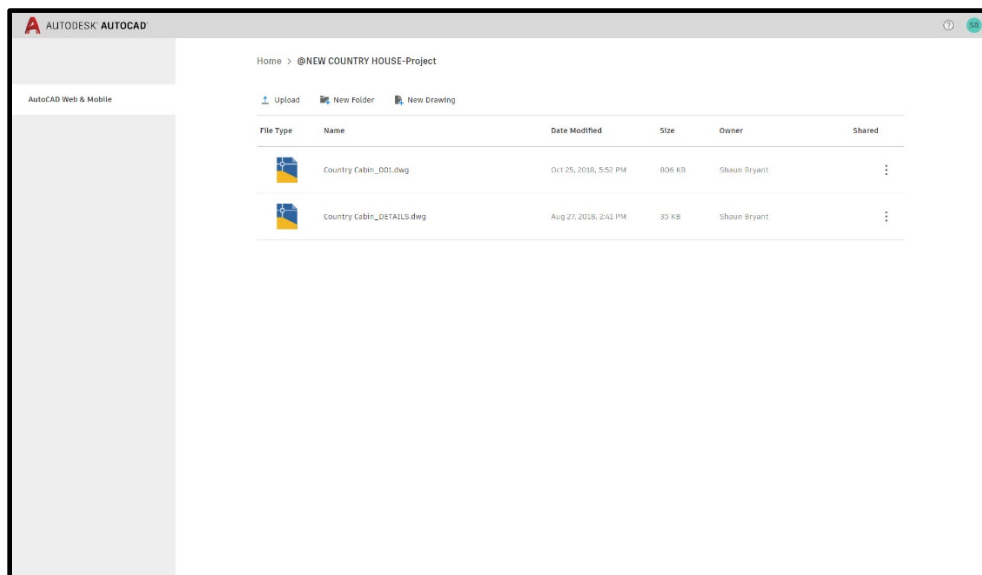 AUTODESK® AUTOCAD®
SB
Home > @NEW COUNTRY HOUSE-Project
AutoCAD Web & Mobile
Upload New Folder New Drawing
File Type Name Date Modified Size Owner Shared
Country Cabin_001.dwg Oct 25, 2018, 5:52 PM 806 KB Shaun Bryant
Country Cabin_DETAILS.dwg Aug 27, 2018, 2:41 PM 35 KB Shaun Bryant